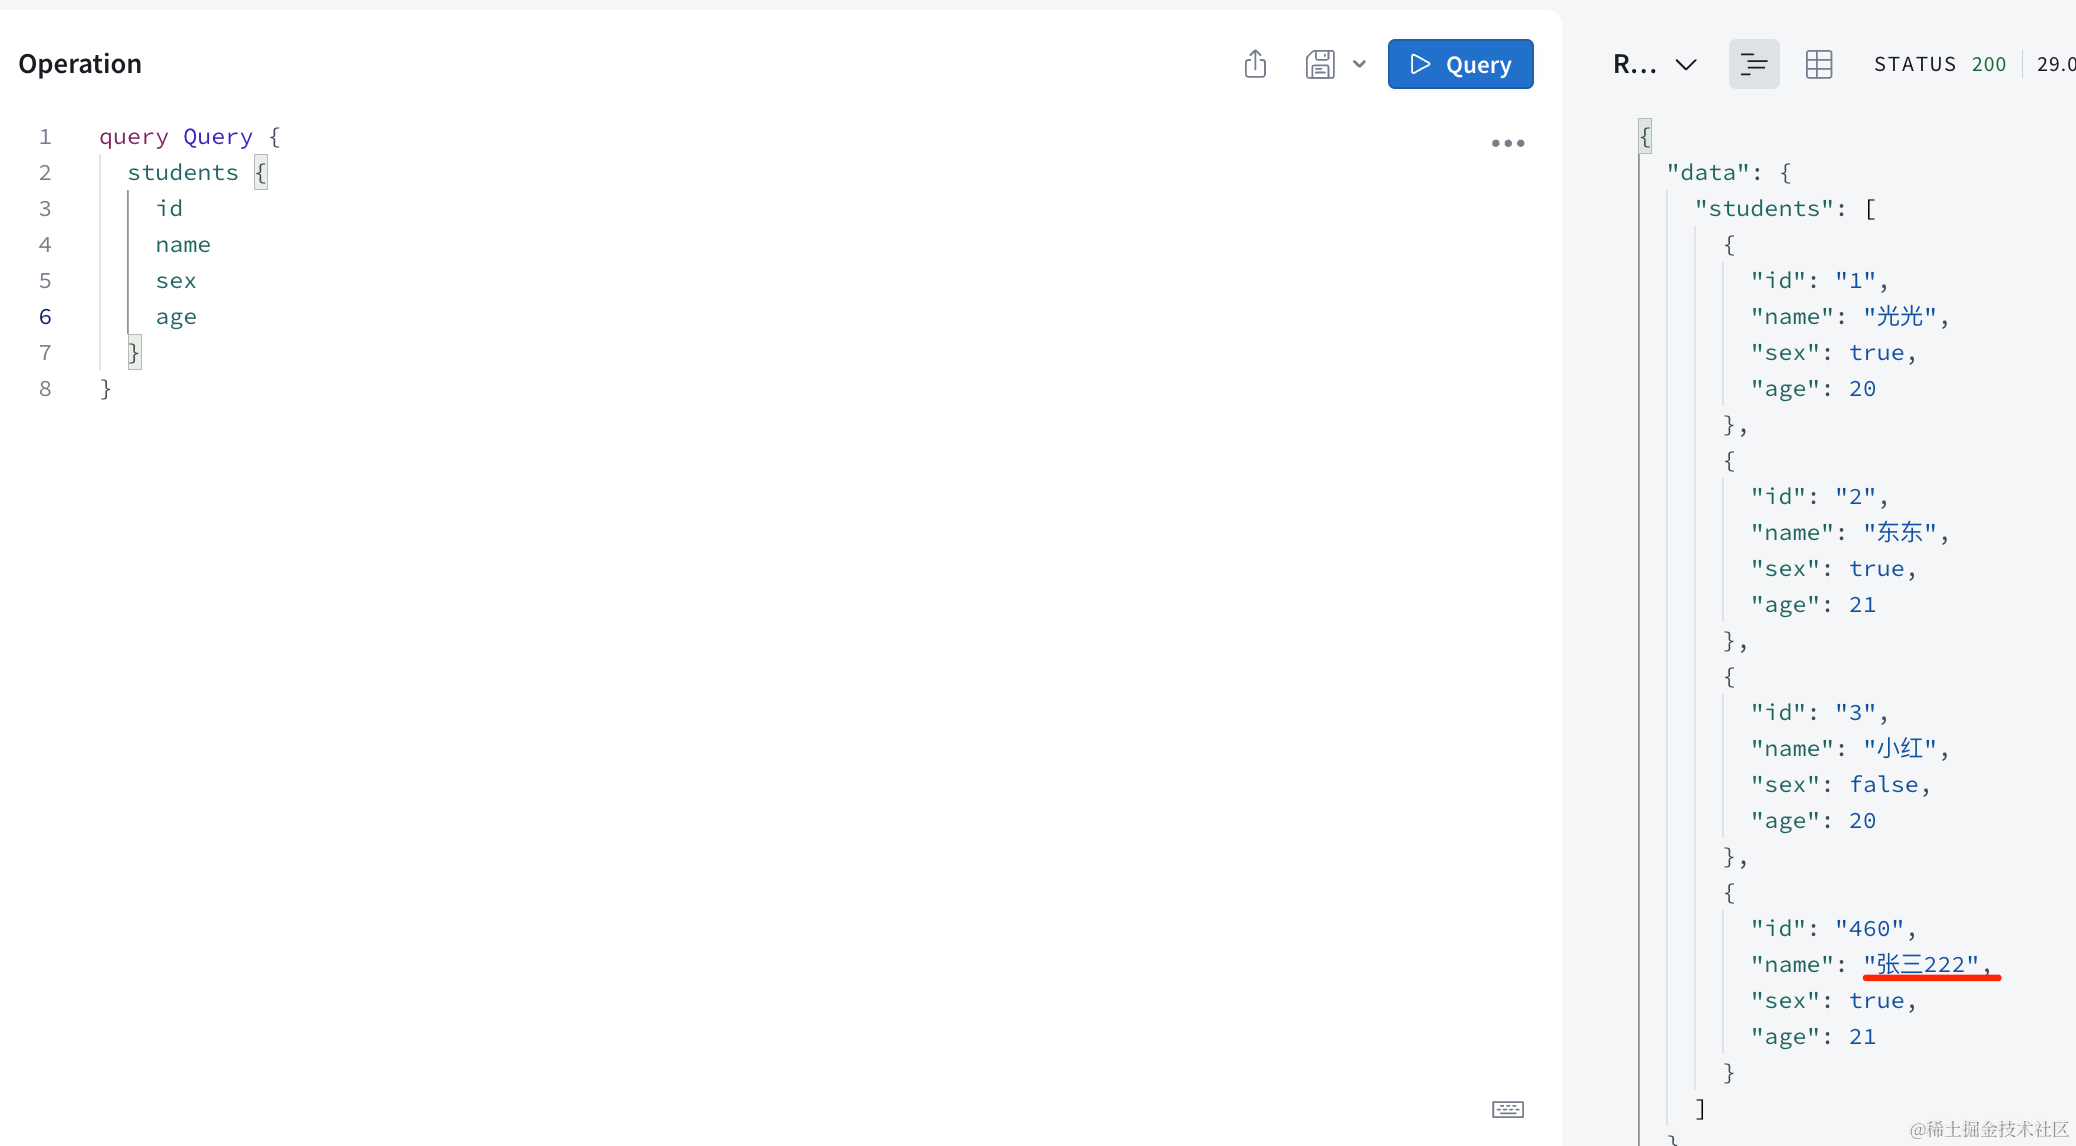 Operation
Query
R...
STATUS 200
29.0
1 query Query {
2 students {
3 id
4 name
5 sex
6 age
7 }
8 }
{
"data": {
"students": [
{
"id": "1",
"name": "光光",
"sex": true,
"age": 20
},
{
"id": "2",
"name": "东东",
"sex": true,
"age": 21
},
{
"id": "3",
"name": "小红",
"sex": false,
"age": 20
},
{
"id": "460",
"name": "张三222",
"sex": true,
"age": 21
}
]
}
@稀土掘金技术社区